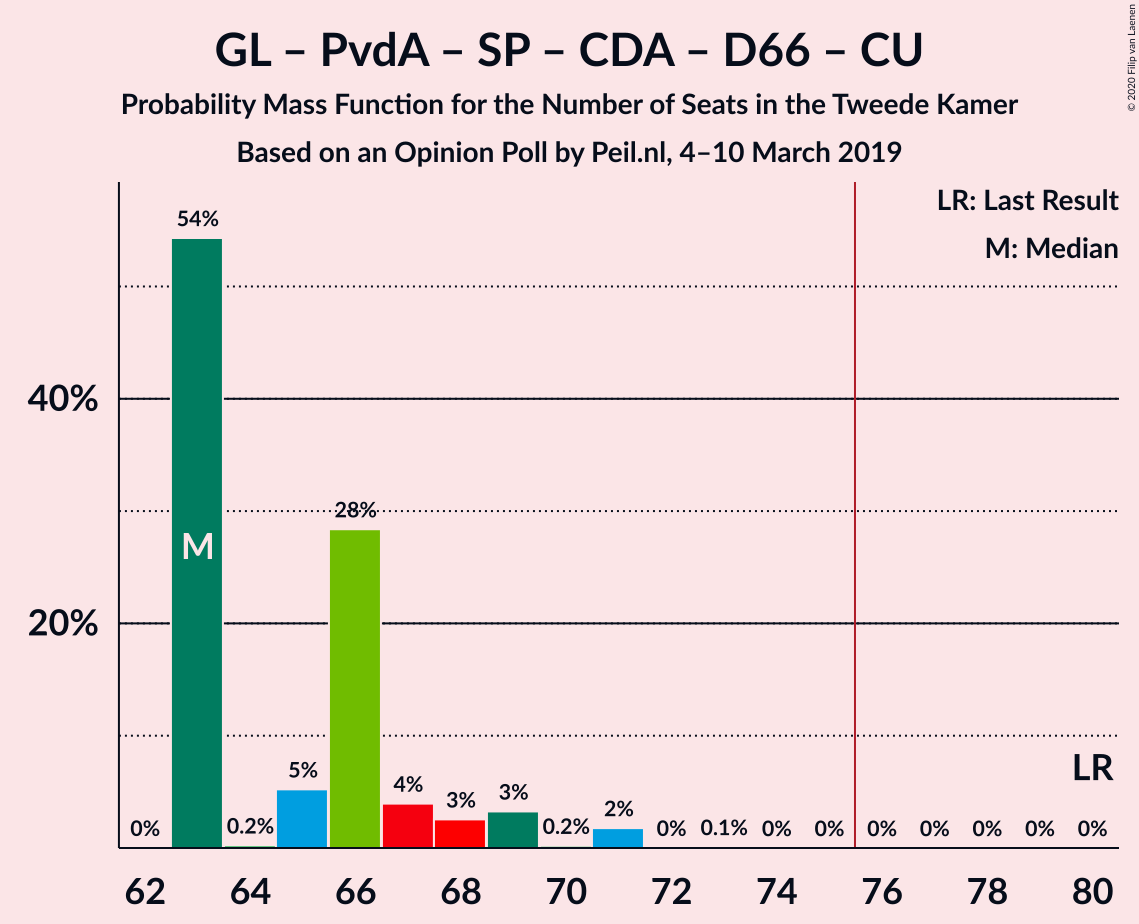 GL – PvdA – SP – CDA – D66 – CU
Probability Mass Function for the Number of Seats in the Tweede Kamer
Based on an Opinion Poll by Peil.nl, 4–10 March 2019
© 2020 Filip van Laenen
LR: Last Result
M: Median
54%
40%
28%
M
20%
LR
5%
4%
3%
3%
2%
0%
0.2%
0.2%
0%
0.1%
0%
0%
0%
0%
0%
0%
0%
62 64 66 68 70 72 74 76 78 80